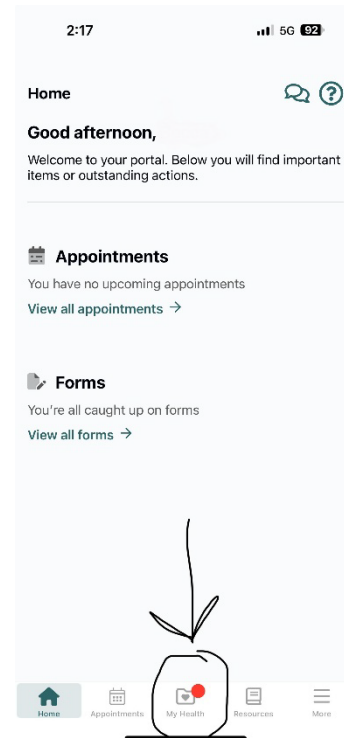 2:17 5G 92
Home
Good afternoon,
Welcome to your portal. Below you will find important
items or outstanding actions.
Appointments
You have no upcoming appointments
View all appointments →
Forms
You're all caught up on forms
View all forms →
Home Appointments My Health Resources More